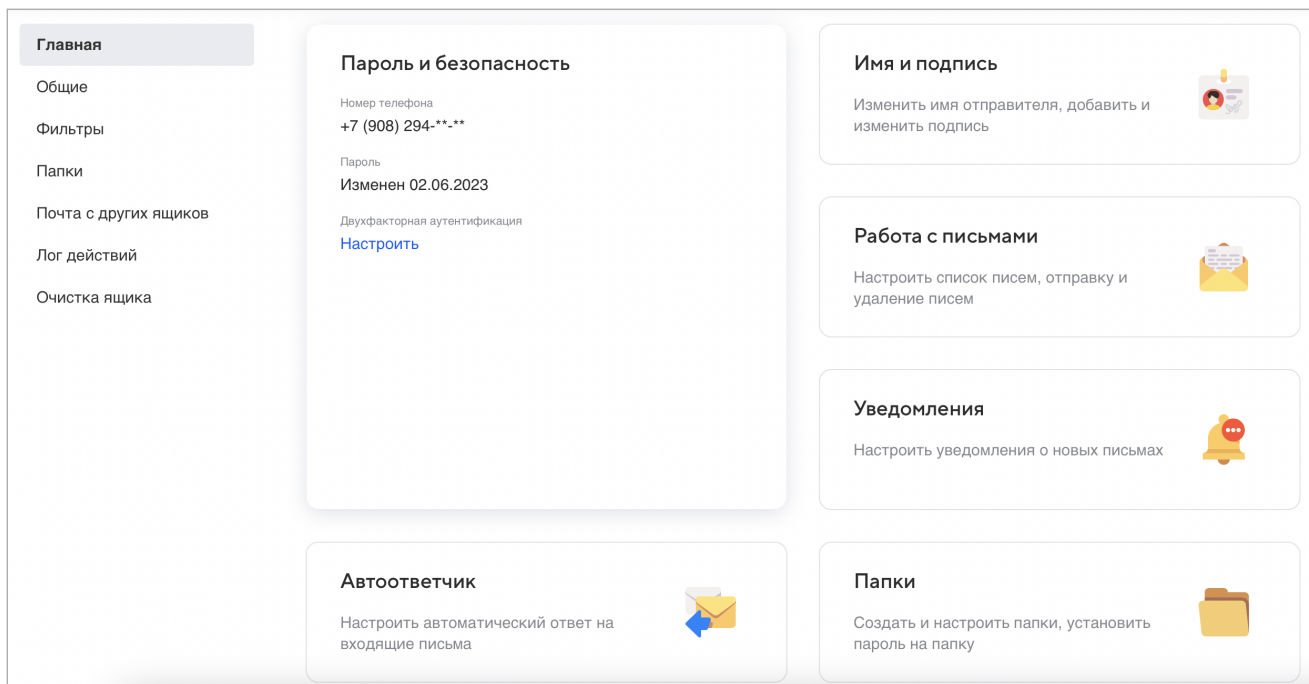 Главная
Общие
Фильтры
Папки
Почта с других ящиков
Лог действий
Очистка ящика
Пароль и безопасность
Номер телефона
+7 (908) 294-**-**
Пароль
Изменен 02.06.2023
Двухфакторная аутентификация
Настроить
Имя и подпись
Изменить имя отправителя, добавить и
изменить подпись
Работа с письмами
Настроить список писем, отправку и
удаление писем
Уведомления
Настроить уведомления о новых письмах
Автоответчик
Настроить автоматический ответ на
входящие письма
Папки
Создать и настроить папки, установить
пароль на папку